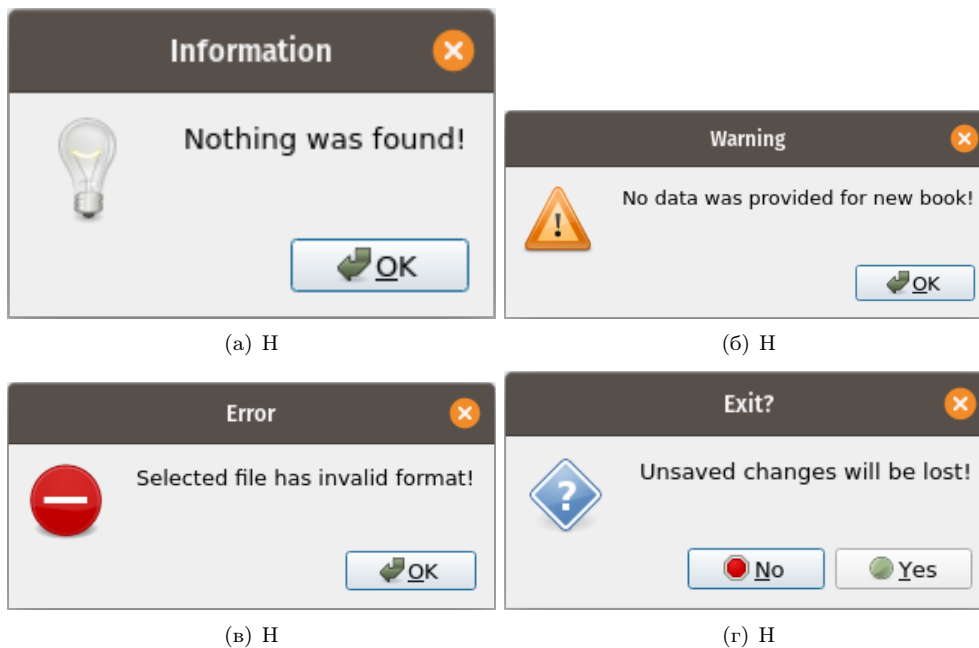 Information
Nothing was found!
OK
(а) Н
Warning
No data was provided for new book!
OK
(б) Н
Error
Selected file has invalid format!
OK
(в) Н
Exit?
Unsaved changes will be lost!
No Yes
(г) Н